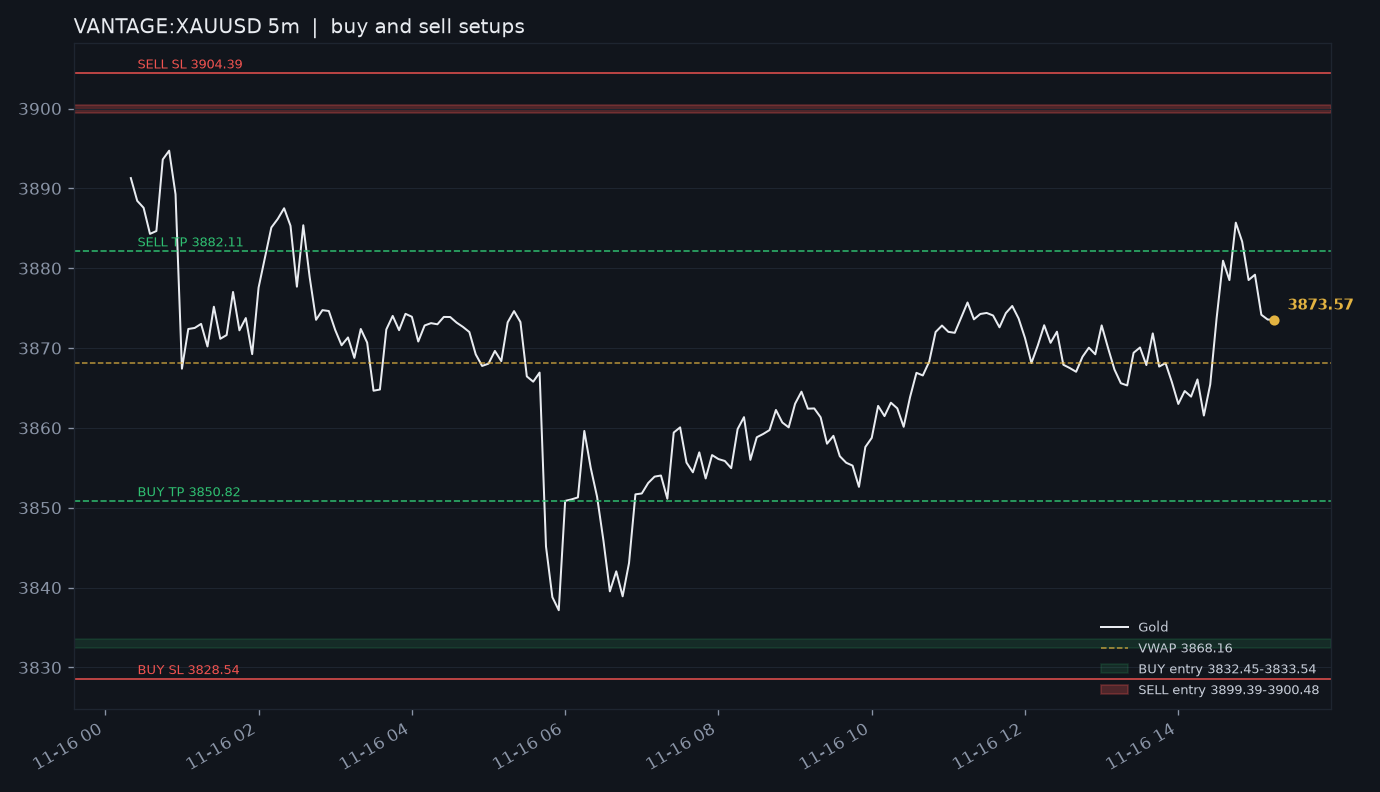 VANTAGE:XAUUSD 5m | buy and sell setups
SELL SL 3904.39
3900
3890
SELL TP 3882.11
3880
3873.57
3870
3860
BUY TP 3850.82
3850
3840
Gold
VWAP 3868.16
BUY entry 3832.45-3833.54
SELL entry 3899.39-3900.48
3830
BUY SL 3828.54
11-16 00
11-16 02
11-16 04
11-16 06
11-16 08
11-16 10
11-16 12
11-16 14